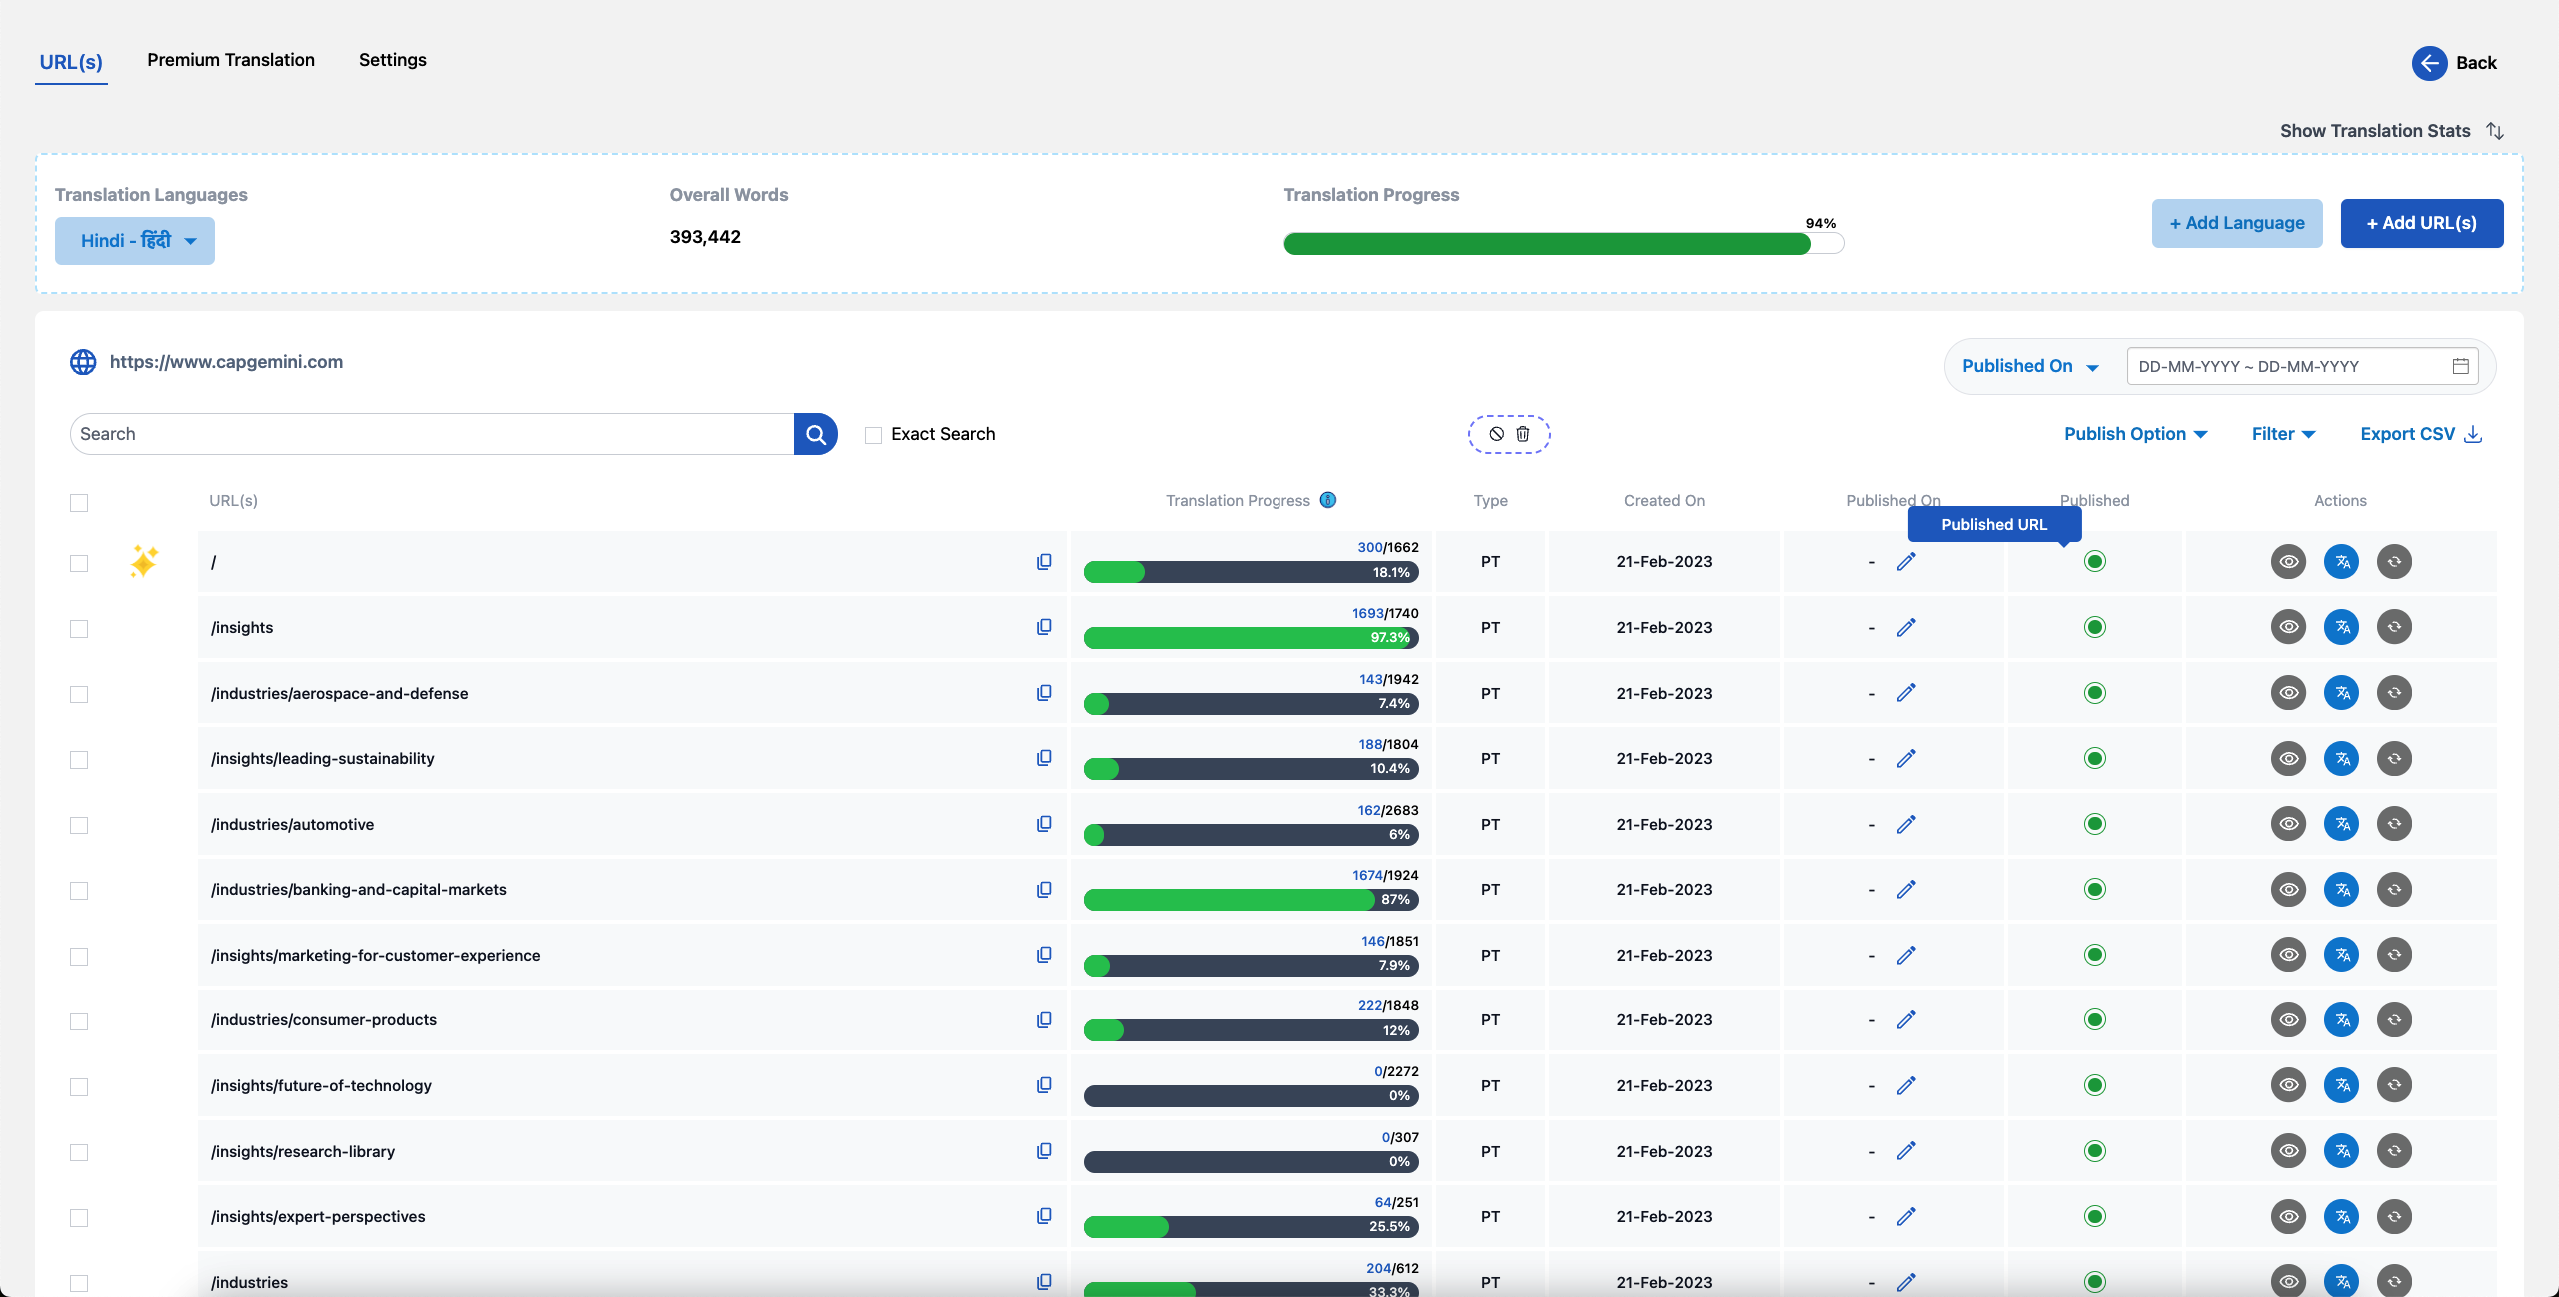 URL(s) Premium Translation Settings Back
Show Translation Stats
Translation Languages Overall Words Translation Progress
Hindi - हिंदी 393,442 94% + Add Language + Add URL(s)
https://www.capgemini.com Published On DD-MM-YYYY ~ DD-MM-YYYY
Search Exact Search Publish Option Filter Export CSV
URL(s) Translation Progress Type Created On Published On Published Actions
Published URL
/ 300/1662 18.1% PT 21-Feb-2023 -
/insights 1693/1740 97.3% PT 21-Feb-2023 -
/industries/aerospace-and-defense 143/1942 7.4% PT 21-Feb-2023 -
/insights/leading-sustainability 188/1804 10.4% PT 21-Feb-2023 -
/industries/automotive 162/2683 6% PT 21-Feb-2023 -
/industries/banking-and-capital-markets 1674/1924 87% PT 21-Feb-2023 -
/insights/marketing-for-customer-experience 146/1851 7.9% PT 21-Feb-2023 -
/industries/consumer-products 222/1848 12% PT 21-Feb-2023 -
/insights/future-of-technology 0/2272 0% PT 21-Feb-2023 -
/insights/research-library 0/307 0% PT 21-Feb-2023 -
/insights/expert-perspectives 64/251 25.5% PT 21-Feb-2023 -
/industries 204/612 33.3% PT 21-Feb-2023 -